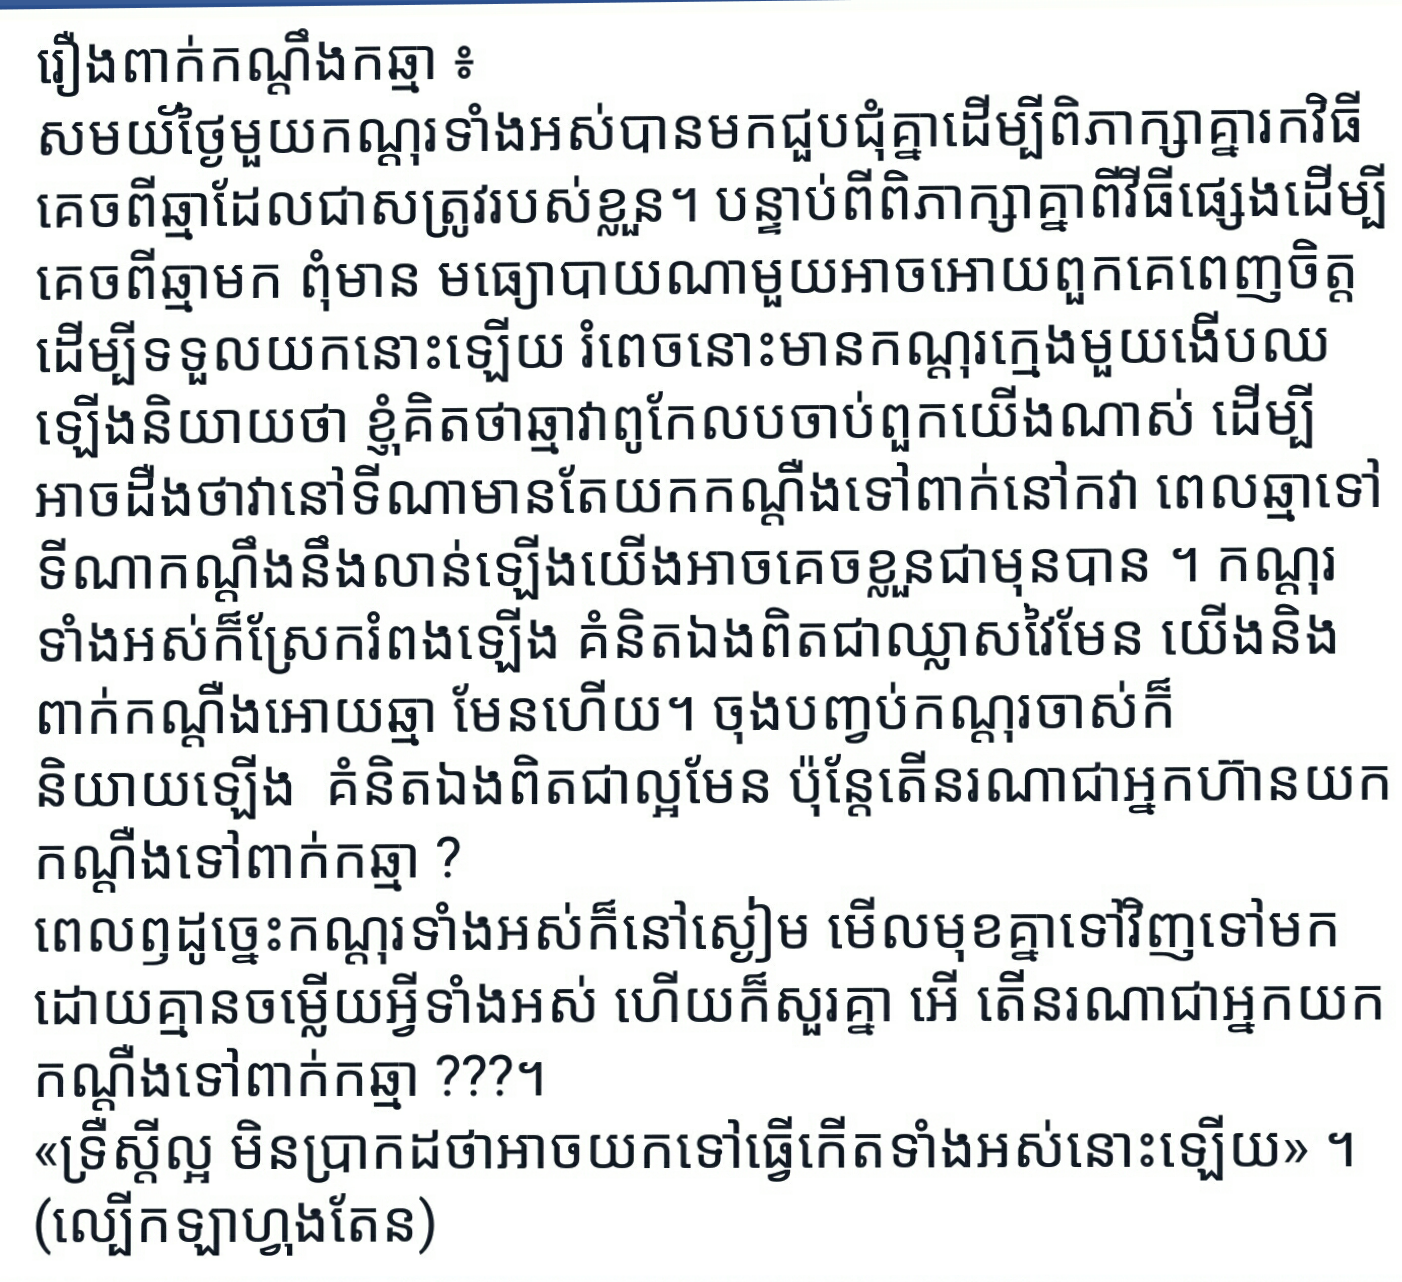 រឿងពាក់កណ្ដឹងកឆ្មា ៖
សមយ័ថ្ងៃមួយកណ្ដុរទាំងអស់បានមកជួបជុំគ្នាដើម្បីពិភាក្សាគ្នារកវិធី
គេចពីឆ្មាដែលជាសត្រូវរបស់ខ្លួន។ បន្ទាប់ពីពិភាក្សាគ្នាពីវីធីផ្សេងដើម្បី
គេចពីឆ្មាមក ពុំមាន មធ្យោបាយណាមួយអាចអោយពួកគេពេញចិត្ត
ដើម្បីទទួលយកនោះឡើយ រំពេចនោះមានកណ្ដុរក្មេងមួយងើបឈ
ឡើងនិយាយថា ខ្ញុំគិតថាឆ្មាវាពូកែលបចាប់ពួកយើងណាស់ ដើម្បី
អាចដឹងថាវានៅទីណាមានតែយកកណ្ដឹងទៅពាក់នៅកវា ពេលឆ្មាទៅ
ទីណាកណ្ដឹងនឹងលាន់ឡើងយើងអាចគេចខ្លួនជាមុនបាន ។ កណ្ដុរ
ទាំងអស់ក៏ស្រែករំពងឡើង គំនិតឯងពិតជាឈ្លាសវៃមែន យើងនិង
ពាក់កណ្ដឹងអោយឆ្មា មែនហើយ។ ចុងបញ្ចប់កណ្ដុរចាស់ក៏
និយាយឡើង  គំនិតឯងពិតជាល្អមែន ប៉ុន្តែតើនរណាជាអ្នកហ៊ានយក
កណ្ដឹងទៅពាក់កឆ្មា ?
ពេលឭដូច្នេះកណ្ដុរទាំងអស់ក៏នៅស្ងៀម មើលមុខគ្នាទៅវិញទៅមក
ដោយគ្មានចម្លើយអ្វីទាំងអស់ ហើយក៏សួរគ្នា អើ តើនរណាជាអ្នកយក
កណ្ដឹងទៅពាក់កឆ្មា ???។
«ទ្រឹស្ដីល្អ មិនប្រាកដថាអាចយកទៅធ្វើកើតទាំងអស់នោះឡើយ» ។
(ល្បើកឡាហ្វុងតែន)